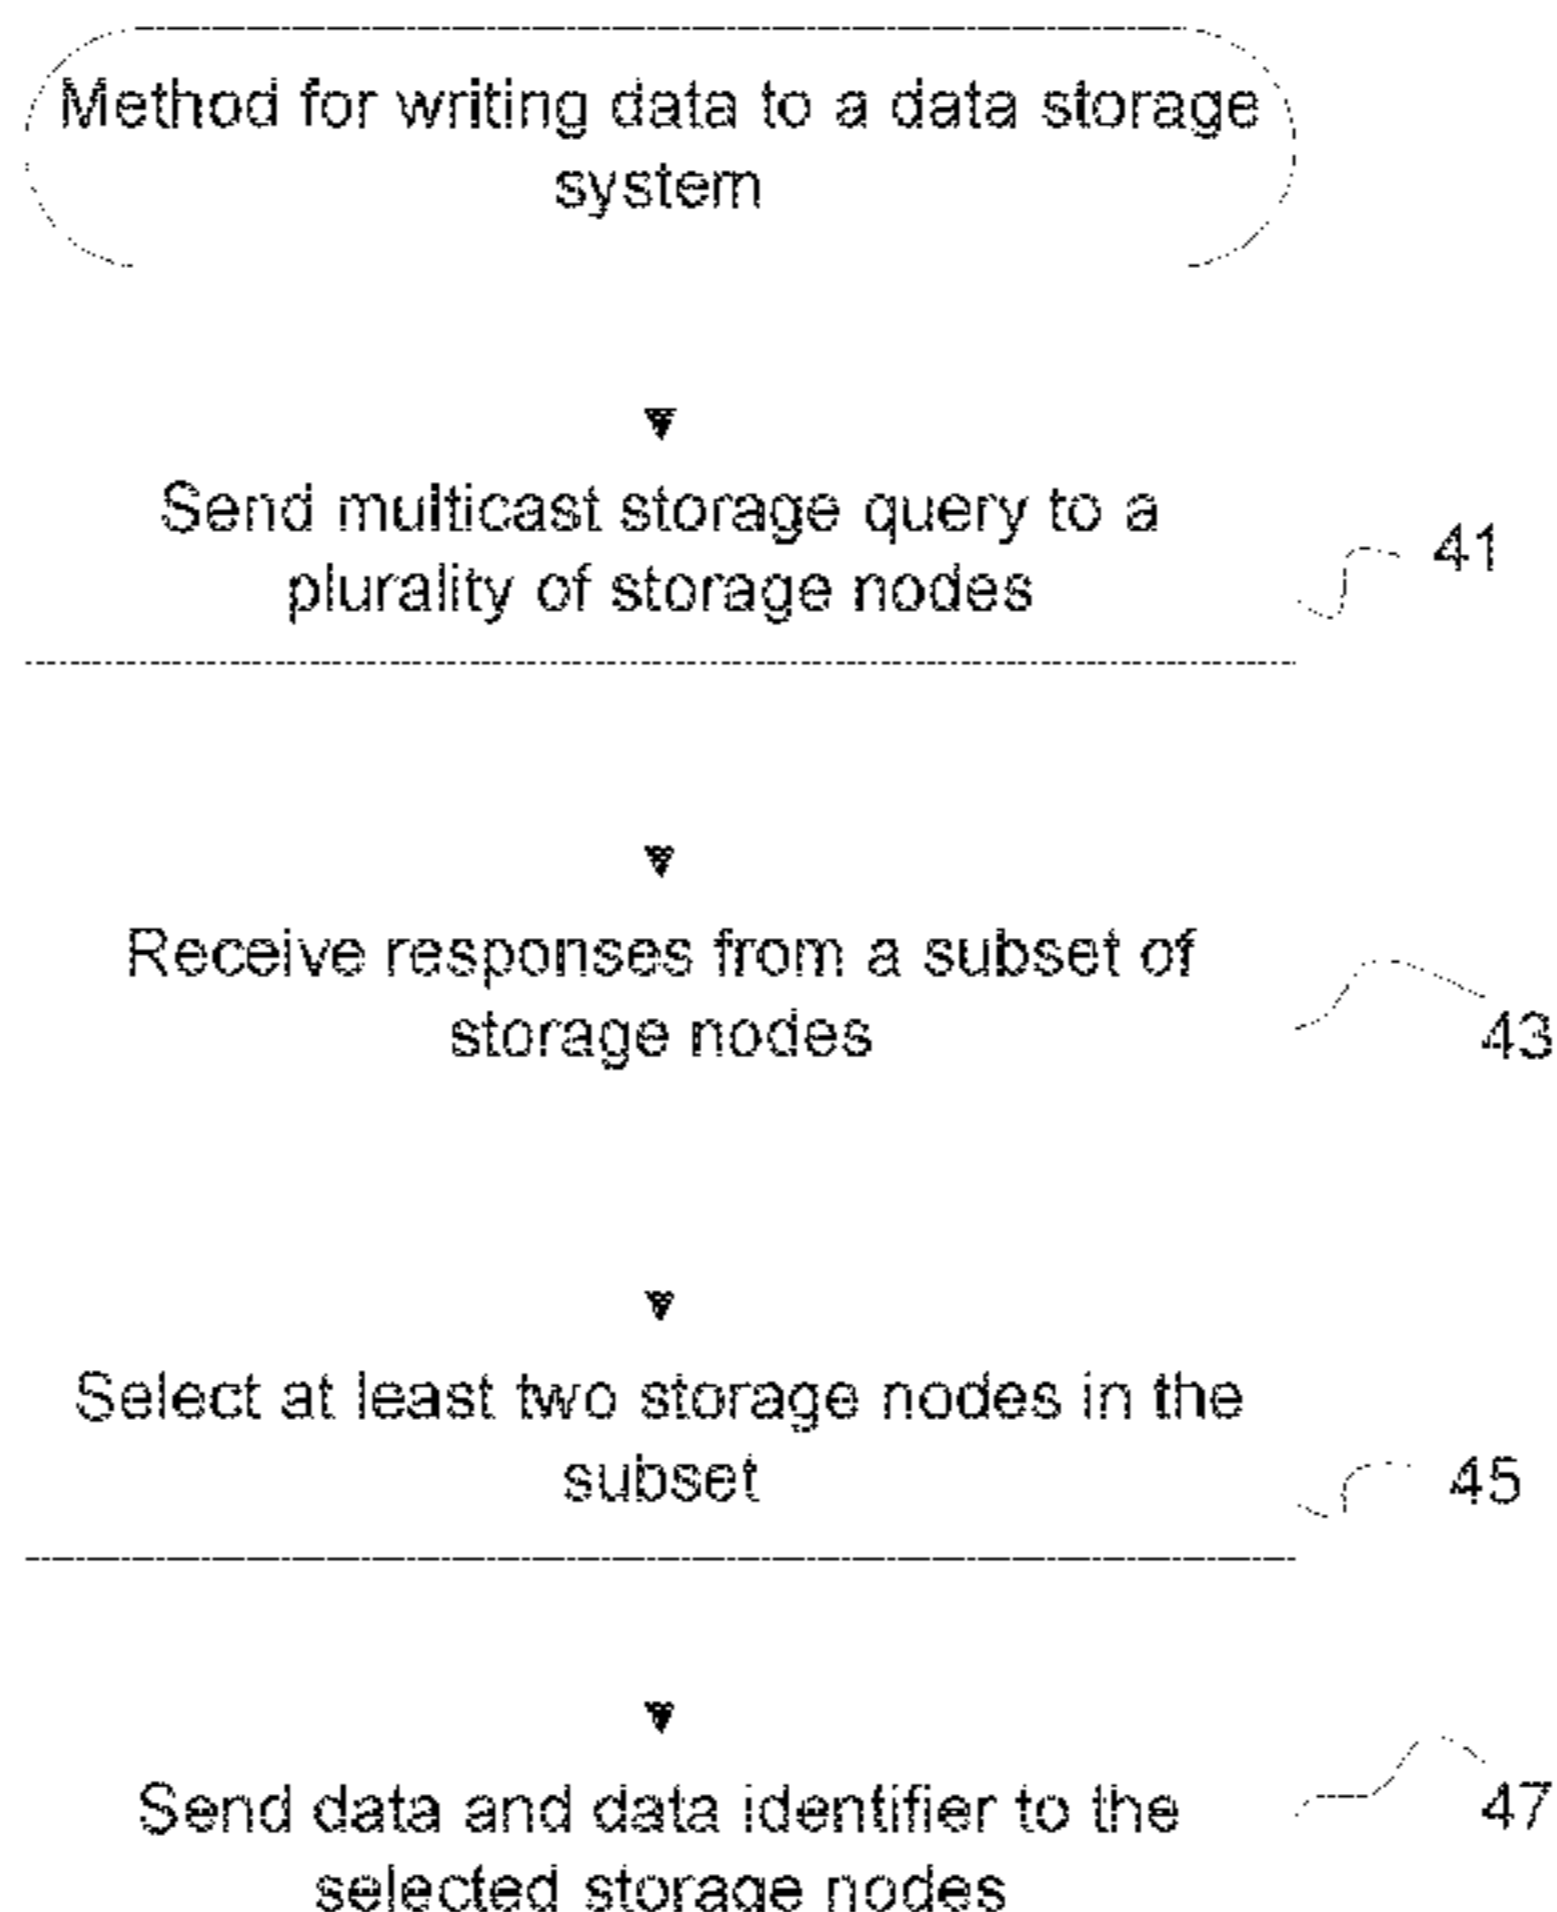 Method for writing data to a data storage
system
Send multicast storage query to a
plurality of storage nodes
41
Receive responses from a subset of
storage nodes
43
Select at least two storage nodes in the
subset
45
Send data and data identifier to the
selected storage nodes
47